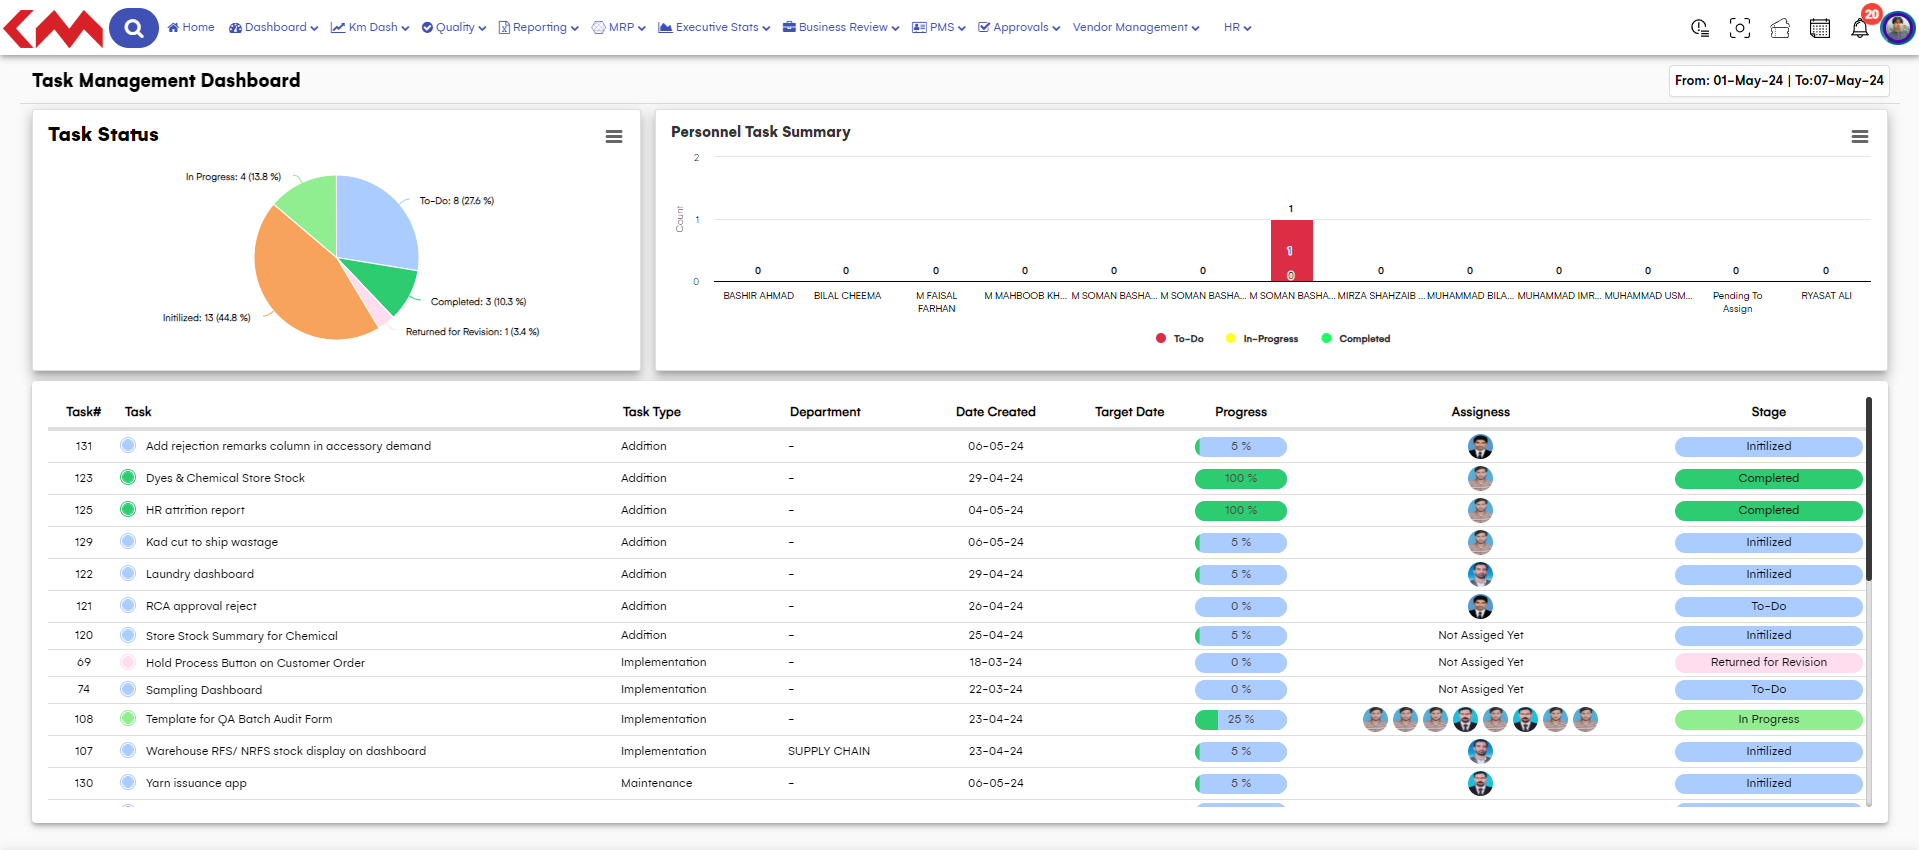 KM
Home Dashboard Km Dash Quality Reporting MRP Executive Stats Business Review PMS Approvals Vendor Management HR 20
Task Management Dashboard
From: 01-May-24 | To:07-May-24
Task Status
In Progress: 4 (13.8 %)
To-Do: 8 (27.6 %)
Completed: 3 (10.3 %)
Initilized: 13 (44.8 %)
Returned for Revision: 1 (3.4 %)
Personnel Task Summary
2
1
0
Count
0 0 0 0 0 0 1 0 0 0 0 0 0
1
0
BASHIR AHMAD
BILAL CHEEMA
M FAISAL
FARHAN
M MAHBOOB KH...
M SOMAN BASHA...
M SOMAN BASHA...
M SOMAN BASHA...
MIRZA SHAHZAIB ...
MUHAMMAD BILA...
MUHAMMAD IMR...
MUHAMMAD USM...
Pending To
Assign
RYASAT ALI
To-Do In-Progress Completed
Task# Task Task Type Department Date Created Target Date Progress Assigness Stage
131 Add rejection remarks column in accessory demand Addition - 06-05-24 5 % Initilized
123 Dyes & Chemical Store Stock Addition - 29-04-24 100 % Completed
125 HR attrition report Addition - 04-05-24 100 % Completed
129 Kad cut to ship wastage Addition - 06-05-24 5 % Initilized
122 Laundry dashboard Addition - 29-04-24 5 % Initilized
121 RCA approval reject Addition - 26-04-24 0 % To-Do
120 Store Stock Summary for Chemical Addition - 25-04-24 5 % Not Assiged Yet Initilized
69 Hold Process Button on Customer Order Implementation - 18-03-24 0 % Not Assiged Yet Returned for Revision
74 Sampling Dashboard Implementation - 22-03-24 0 % Not Assiged Yet To-Do
108 Template for QA Batch Audit Form Implementation - 23-04-24 25 % In Progress
107 Warehouse RFS/ NRFS stock display on dashboard Implementation SUPPLY CHAIN 23-04-24 5 % Initilized
130 Yarn issuance app Maintenance - 06-05-24 5 % Initilized